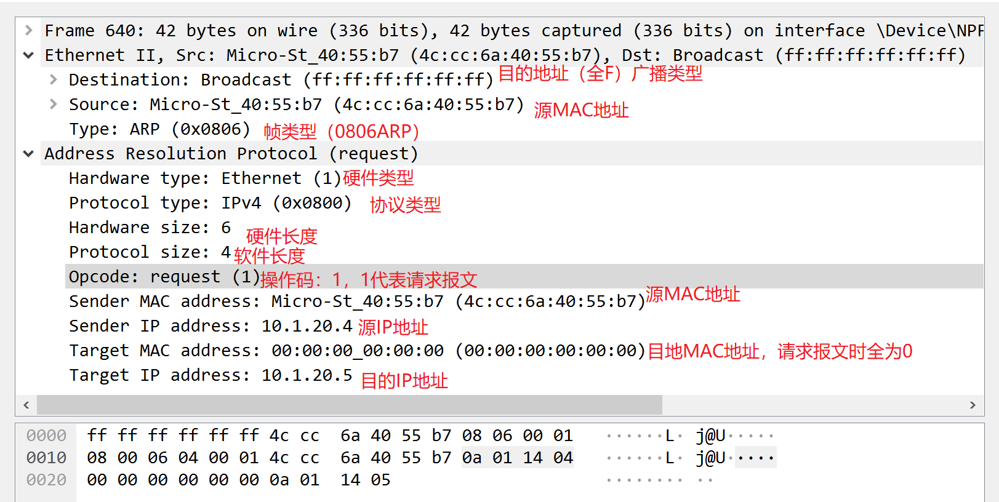 Frame 640: 42 bytes on wire (336 bits), 42 bytes captured (336 bits) on interface \Device\NPF
Ethernet II, Src: Micro-St_40:55:b7 (4c:cc:6a:40:55:b7), Dst: Broadcast (ff:ff:ff:ff:ff:ff)
Destination: Broadcast (ff:ff:ff:ff:ff:ff) 目的地址（全F）广播类型
Source: Micro-St_40:55:b7 (4c:cc:6a:40:55:b7) 源MAC地址
Type: ARP (0x0806) 帧类型（0806ARP）
Address Resolution Protocol (request)
Hardware type: Ethernet (1) 硬件类型
Protocol type: IPv4 (0x0800) 协议类型
Hardware size: 6 硬件长度
Protocol size: 4 软件长度
Opcode: request (1) 操作码：1，1代表请求报文
Sender MAC address: Micro-St_40:55:b7 (4c:cc:6a:40:55:b7) 源MAC地址
Sender IP address: 10.1.20.4 源IP地址
Target MAC address: 00:00:00_00:00:00 (00:00:00:00:00:00) 目地MAC地址，请求报文时全为0
Target IP address: 10.1.20.5 目的IP地址
0000 ff ff ff ff ff ff 4c cc 6a 40 55 b7 08 06 00 01 ······L· j@U·····
0010 08 00 06 04 00 01 4c cc 6a 40 55 b7 0a 01 14 04 ······L· j@U·····
0020 00 00 00 00 00 00 0a 01 14 05 ········ ··